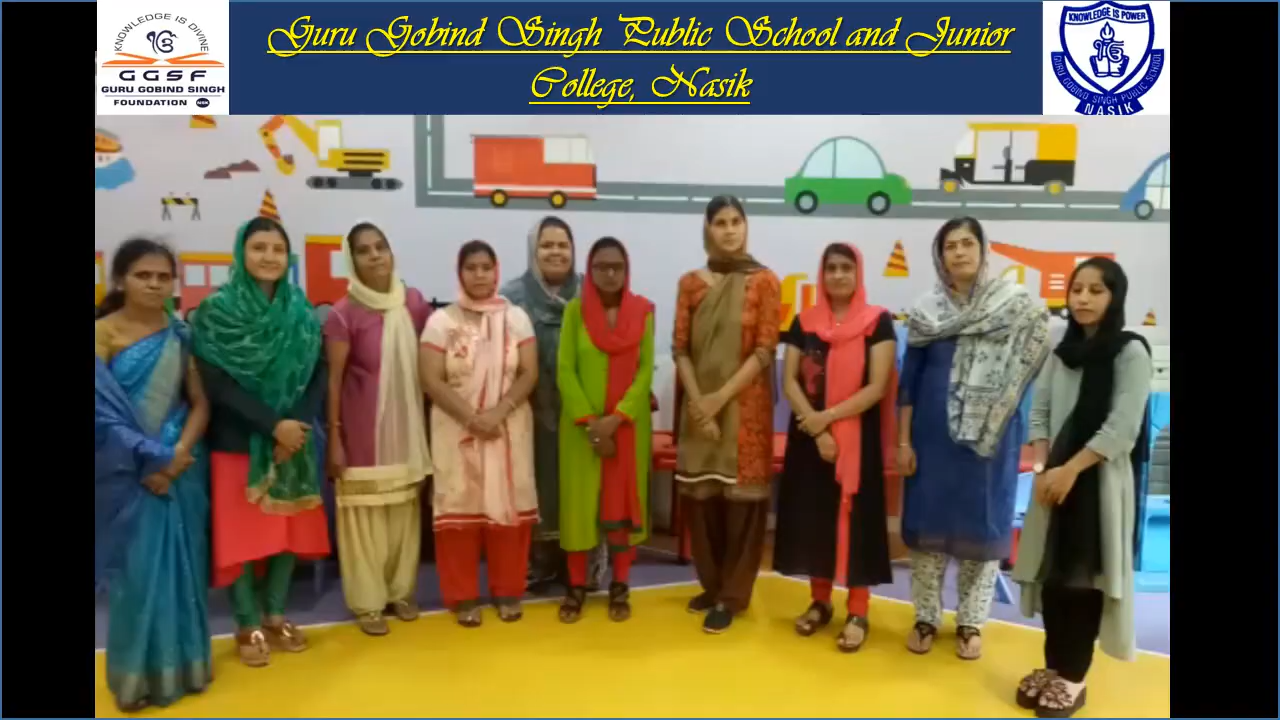 KNOWLEDGE IS DIVINE
GGSF
GURU GOBIND SINGH
FOUNDATION
Guru Gobind Singh Public School and Junior
College, Nasik
KNOWLEDGE IS POWER
GURU GOBIND SINGH PUBLIC SCHOOL
NASIK